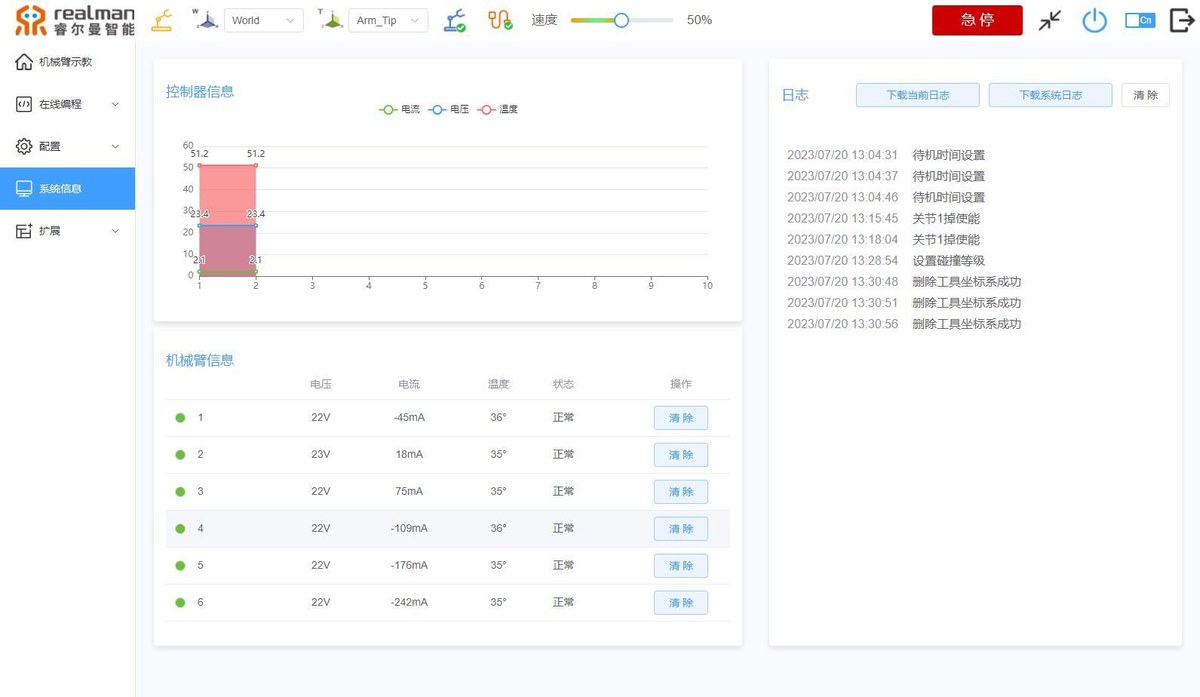 realman
睿尔曼智能
W World T Arm_Tip 速度 50% 急 停 Cn
机械臂示教
在线编程
配置
系统信息
扩展
控制器信息
电流 电压 温度
60
51.2 51.2
50
40
30
23.4 23.4
20
10
2.1 2.1
0
1 2 3 4 5 6 7 8 9 10
机械臂信息
电压 电流 温度 状态 操作
1 22V -45mA 36° 正常 清 除
2 23V 18mA 35° 正常 清 除
3 22V 75mA 35° 正常 清 除
4 22V -109mA 36° 正常 清 除
5 22V -176mA 35° 正常 清 除
6 22V -242mA 35° 正常 清 除
日志 下载当前日志 下载系统日志 清 除
2023/07/20 13:04:31 待机时间设置
2023/07/20 13:04:37 待机时间设置
2023/07/20 13:04:46 待机时间设置
2023/07/20 13:15:45 关节1掉使能
2023/07/20 13:18:04 关节1掉使能
2023/07/20 13:28:54 设置碰撞等级
2023/07/20 13:30:48 删除工具坐标系成功
2023/07/20 13:30:51 删除工具坐标系成功
2023/07/20 13:30:56 删除工具坐标系成功